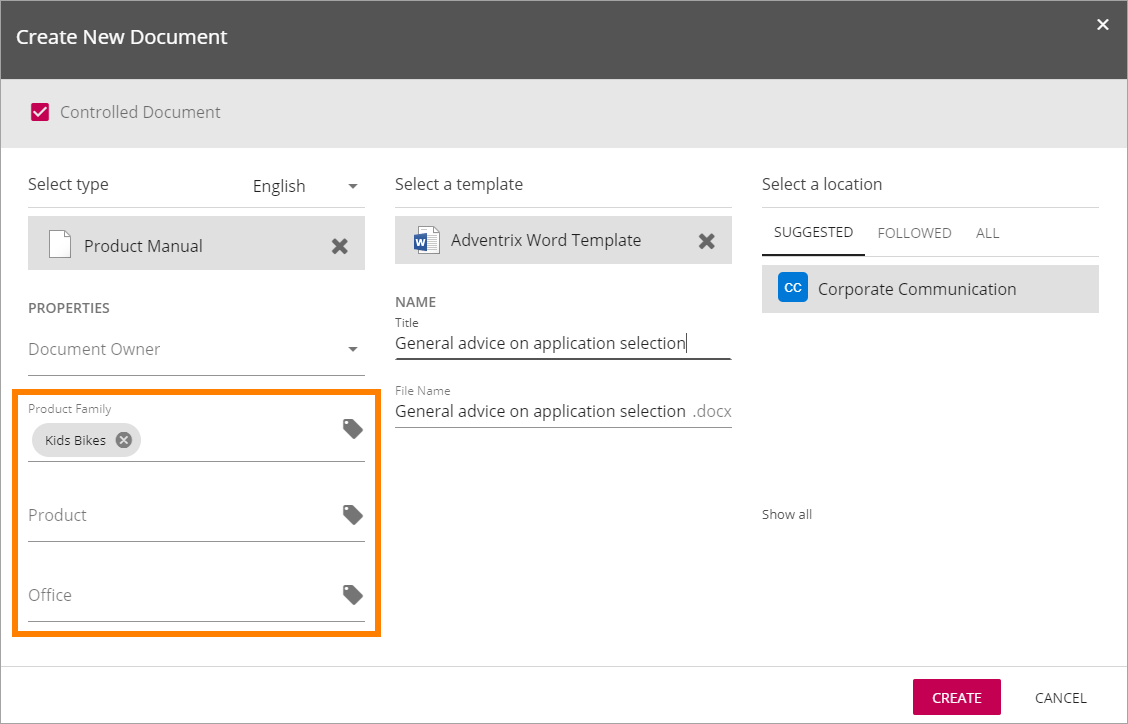 Create New Document
Controlled Document
Select type
English
Product Manual
PROPERTIES
Document Owner
Product Family
Kids Bikes
Product
Office
Select a template
W
Adventrix Word Template
NAME
Title
General advice on application selection
File Name
General advice on application selection .docx
Select a location
SUGGESTED FOLLOWED ALL
CC Corporate Communication
Show all
CREATE CANCEL